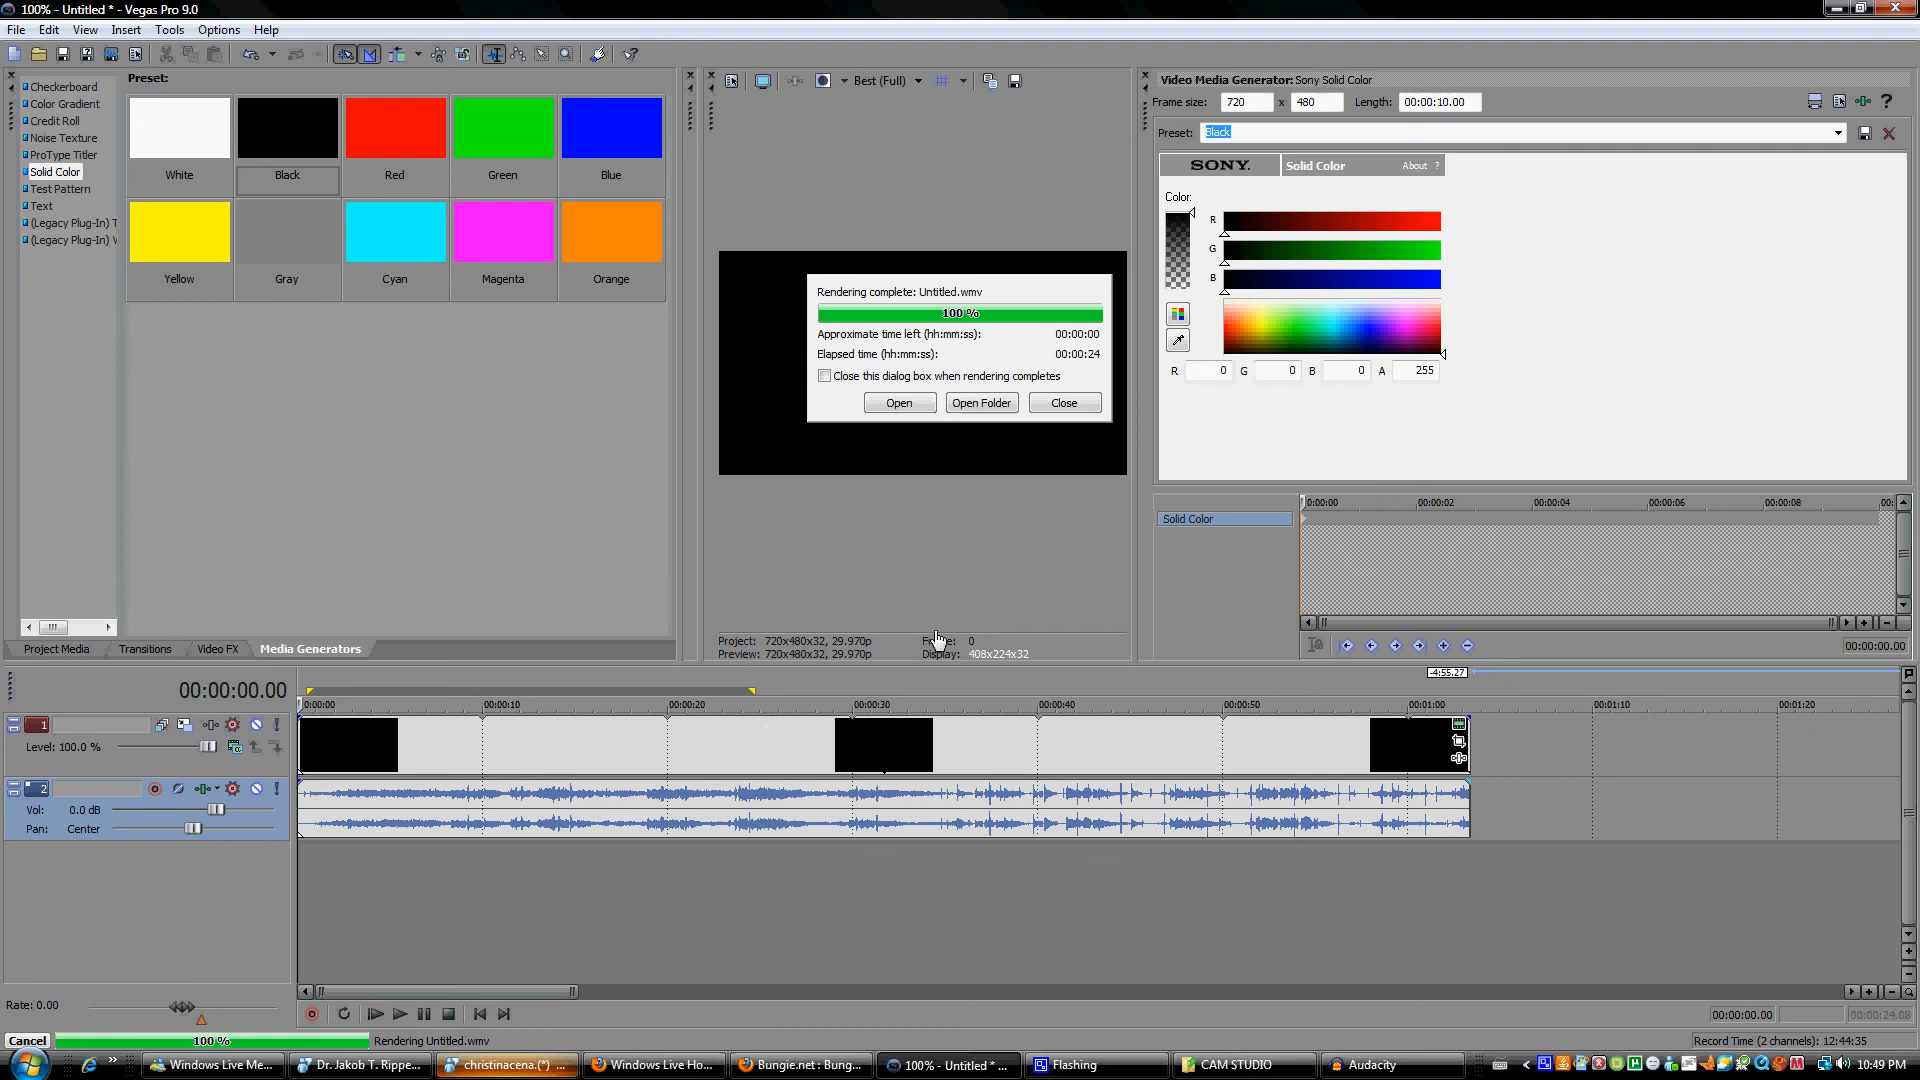 100% - Untitled * - Vegas Pro 9.0
File Edit View Insert Tools Options Help
Checkerboard
Color Gradient
Credit Roll
Noise Texture
ProType Titler
Solid Color
Test Pattern
Text
(Legacy Plug-In) T
(Legacy Plug-In) V
Preset:
White Black Red Green Blue
Yellow Gray Cyan Magenta Orange
Project Media Transitions Video FX Media Generators
Best (Full)
Rendering complete: Untitled.wmv
100 %
Approximate time left (hh:mm:ss): 00:00:00
Elapsed time (hh:mm:ss): 00:00:24
Close this dialog box when rendering completes
Open Open Folder Close
Project: 720x480x32, 29.970p 0
Preview: 720x480x32, 29.970p Display: 408x224x32
Video Media Generator: Sony Solid Color
Frame size: 720 x 480 Length: 00:00:10.00
Preset: Black
SONY. Solid Color About ?
Color:
R
G
B
R 0 G 0 B 0 A 255
0:00:00 00:00:02 00:00:04 00:00:06 00:00:08 00:
Solid Color
00:00:00.00
-4:55.27
00:00:00.00
0:00:00 00:00:10 00:00:20 00:00:30 00:00:40 00:00:50 00:01:00 00:01:10 00:01:20
1
Level: 100.0 %
2
Vol: 0.0 dB
Pan: Center
Rate: 0.00
00:00:00.00 00:00:24.08
Cancel 100 % Rendering Untitled.wmv
Record Time (2 channels): 12:44:35
Windows Live Me... Dr. Jakob T. Rippe... christinacena.(*) ... Windows Live Ho... Bungie.net : Bung... 100% - Untitled * ... Flashing CAM STUDIO Audacity 10:49 PM